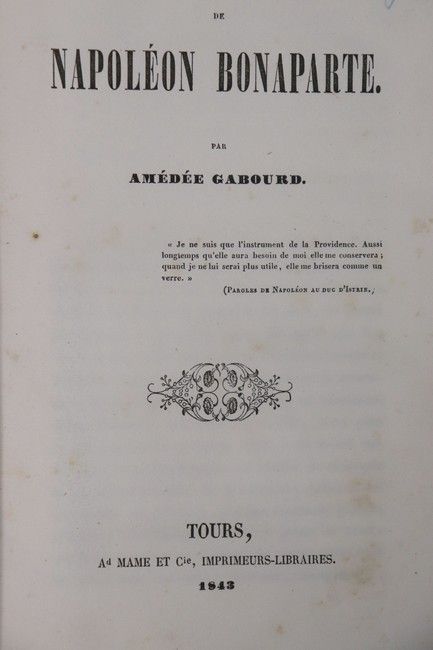 DE
NAPOLÉON BONAPARTE.
PAR
AMÉDÉE GABOURD.
« Je ne suis que l'instrument de la Providence. Aussi
longtemps qu'elle aura besoin de moi elle me conservera ;
quand je ne lui serai plus utile, elle me brisera comme un
verre. »
(PAROLES DE NAPOLÉON AU DUC D'ISTRIE.)
TOURS,
Ad MAME ET Cie, IMPRIMEURS-LIBRAIRES.
1843